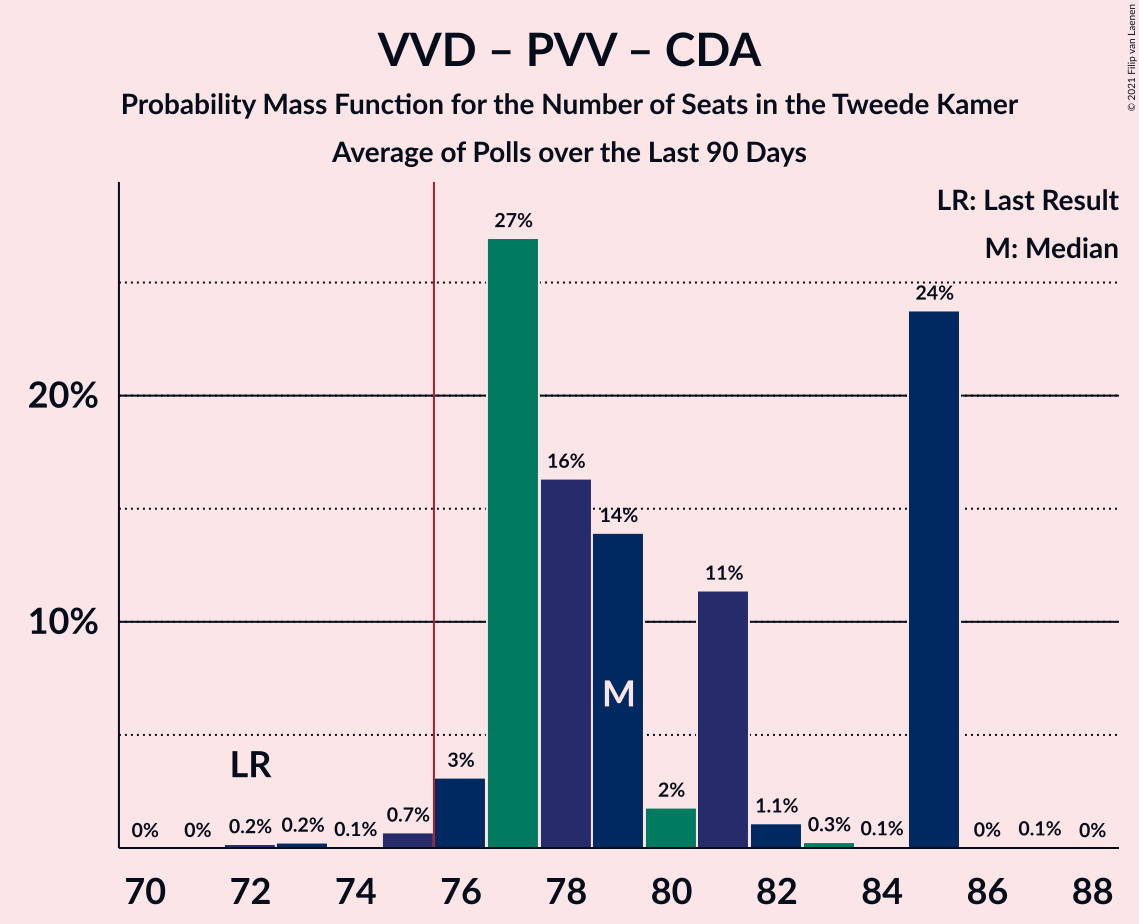 VVD – PVV – CDA
Probability Mass Function for the Number of Seats in the Tweede Kamer
Average of Polls over the Last 90 Days
© 2021 Filip van Laenen
LR: Last Result
M: Median
27%
24%
20%
16%
14%
11%
10%
M
LR
3%
2%
1.1%
0.7%
0.3%
0% 0% 0.2% 0.2% 0.1% 0.1% 0% 0.1% 0%
70 72 74 76 78 80 82 84 86 88